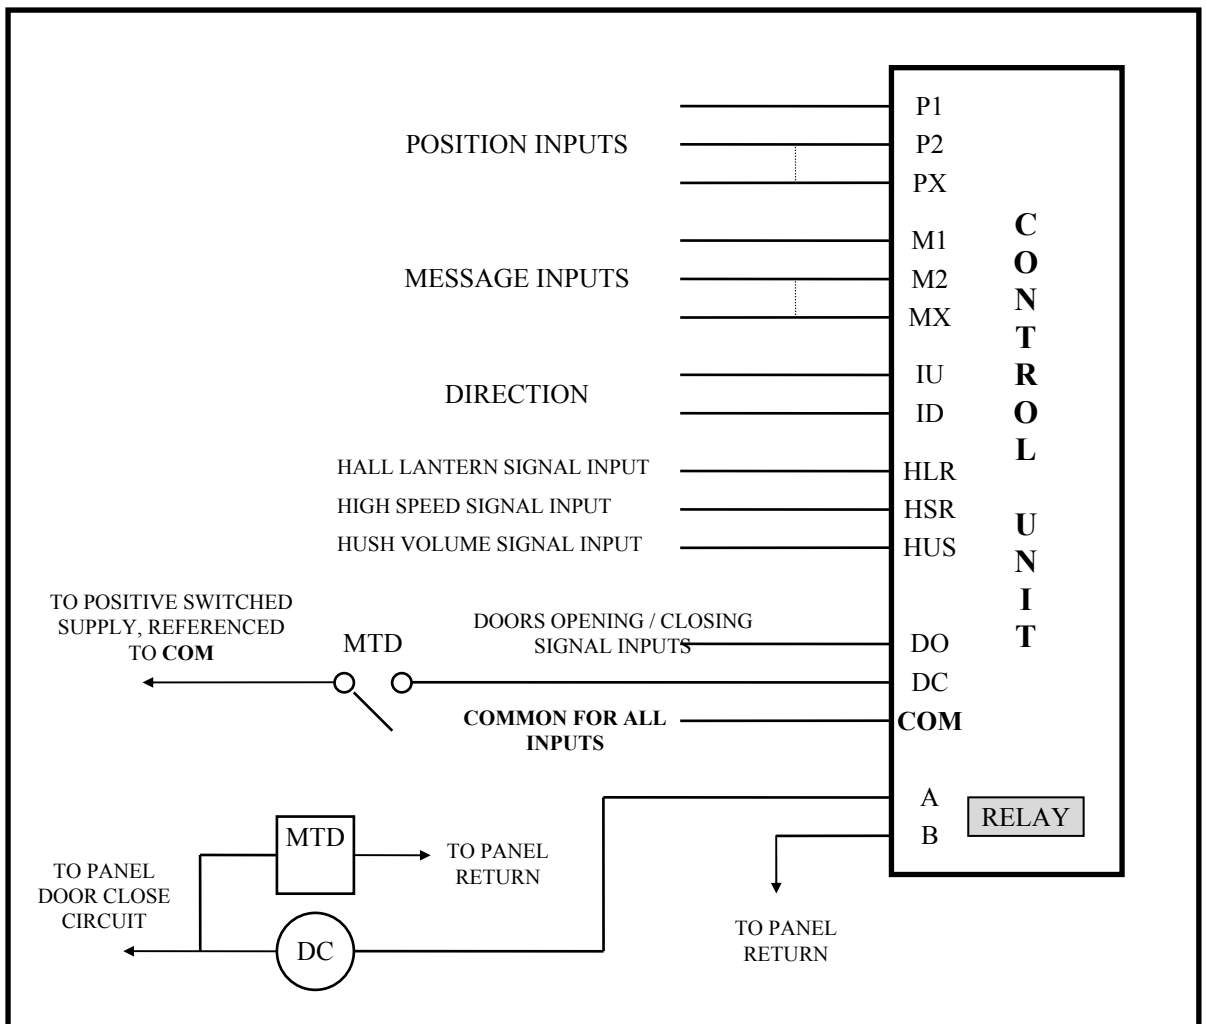 P1
POSITION INPUTS
P2
PX
M1
MESSAGE INPUTS
M2
MX
IU
DIRECTION
ID
HALL LANTERN SIGNAL INPUT
HLR
HIGH SPEED SIGNAL INPUT
HSR
HUSH VOLUME SIGNAL INPUT
HUS
CONTROL UNIT
TO POSITIVE SWITCHED
SUPPLY, REFERENCED
TO COM
MTD
DOORS OPENING / CLOSING
SIGNAL INPUTS
DO
DC
COMMON FOR ALL
INPUTS
COM
A
B
RELAY
MTD
TO PANEL
RETURN
TO PANEL
DOOR CLOSE
CIRCUIT
DC
TO PANEL
RETURN